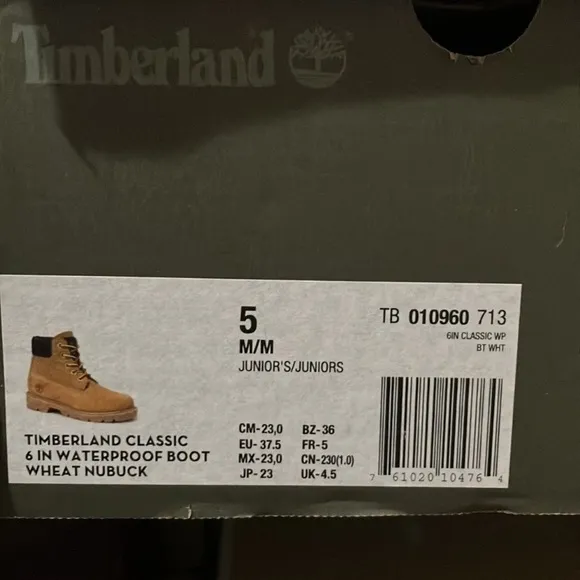 Timberland
5
M/M
JUNIOR'S/JUNIORS
TB 010960 713
6IN CLASSIC WP
BT WHT
TIMBERLAND CLASSIC
6 IN WATERPROOF BOOT
WHEAT NUBUCK
CM-23,0 BZ-36
EU-37.5 FR-5
MX-23,0 CN-230(1.0)
JP-23 UK-4.5
7 61020 10476 4